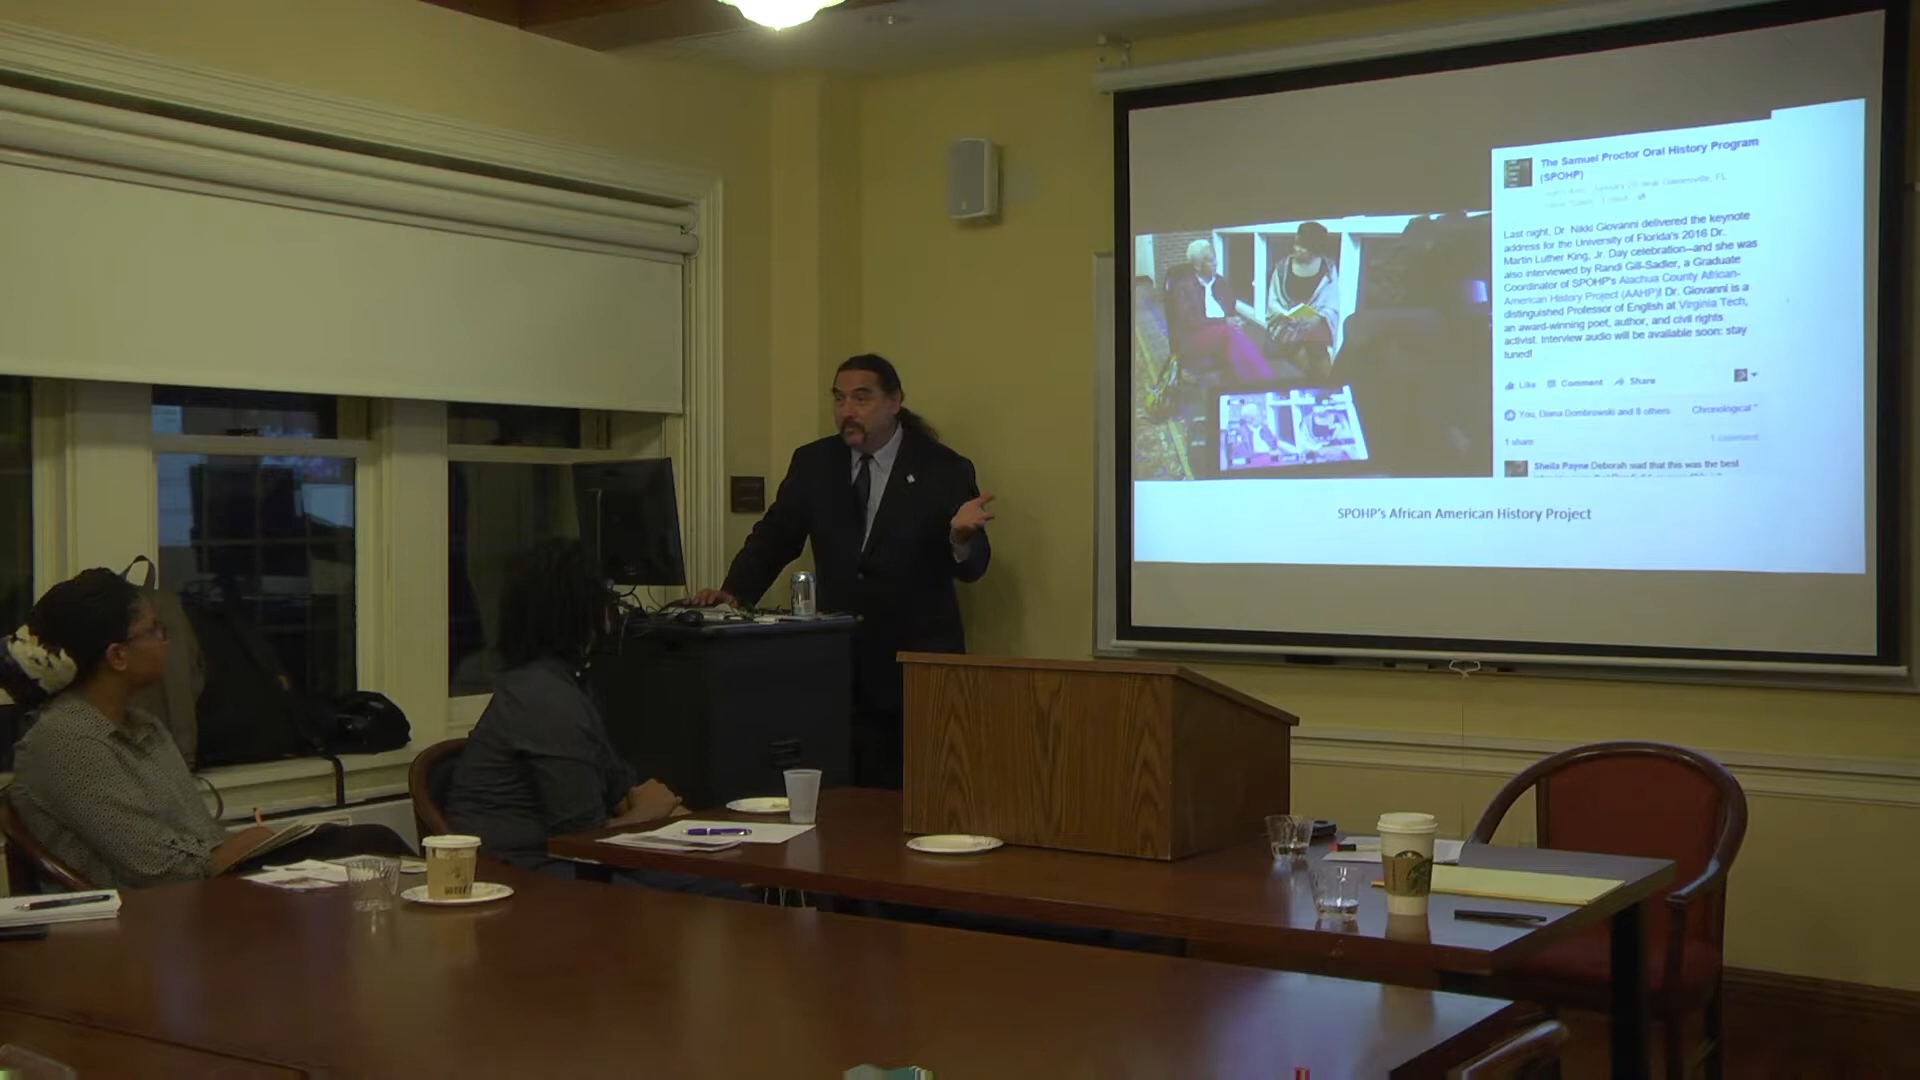 The Samuel Proctor Oral History Program
(SPOHP)
Gainesville, FL
Last night, Dr. Nikki Giovanni delivered the keynote
address for the University of Florida's 2016 Dr.
Martin Luther King, Jr. Day celebration--and she was
also interviewed by Randi Gill-Sadler, a Graduate
Coordinator of SPOHP's Alachua County African-
American History Project (AAHP)! Dr. Giovanni is a
distinguished Professor of English at Virginia Tech,
an award-winning poet, author, and civil rights
activist. Interview audio will be available soon: stay
tuned!
Like Comment Share
You, Diana Dombrowski and 8 others Chronological
1 share 1 comment
Sheila Payne Deborah said that this was the best
SPOHP's African American History Project